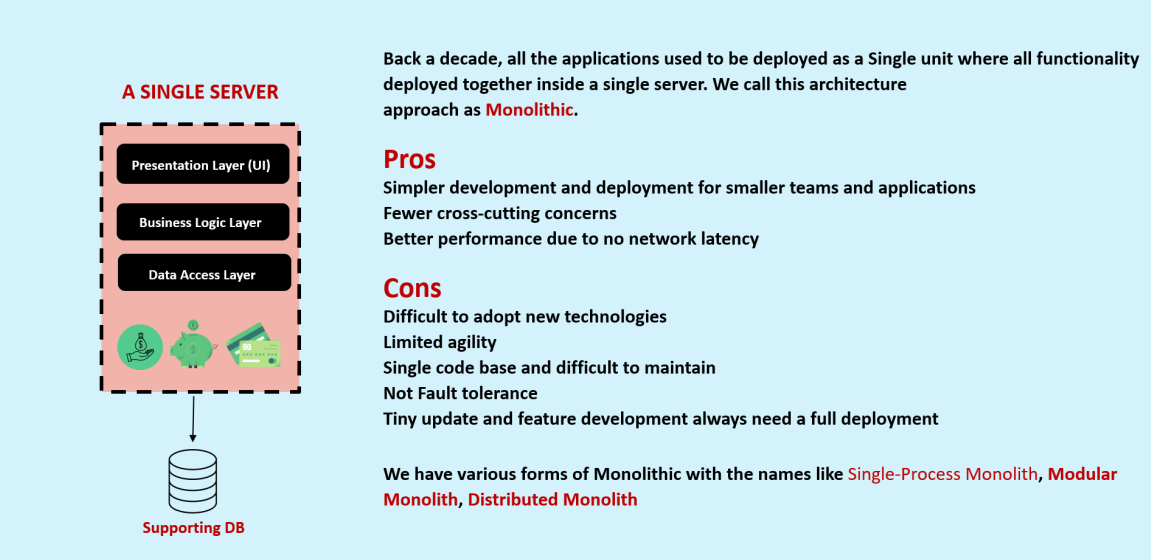 A SINGLE SERVER
Presentation Layer (UI)
Business Logic Layer
Data Access Layer
Supporting DB
Back a decade, all the applications used to be deployed as a Single unit where all functionality
deployed together inside a single server. We call this architecture
approach as Monolithic.
Pros
Simpler development and deployment for smaller teams and applications
Fewer cross-cutting concerns
Better performance due to no network latency
Cons
Difficult to adopt new technologies
Limited agility
Single code base and difficult to maintain
Not Fault tolerance
Tiny update and feature development always need a full deployment
We have various forms of Monolithic with the names like Single-Process Monolith, Modular
Monolith, Distributed Monolith